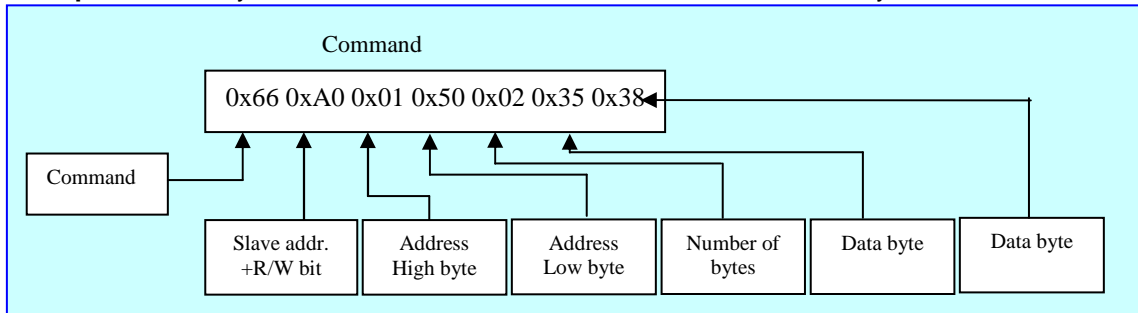 Command
0x66 0xA0 0x01 0x50 0x02 0x35 0x38
Command
Slave addr.
+R/W bit
Address
High byte
Address
Low byte
Number of
bytes
Data byte
Data byte